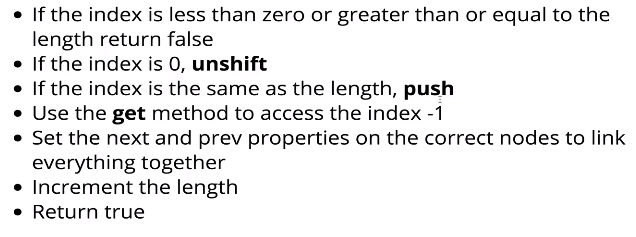 • If the index is less than zero or greater than or equal to the
length return false
• If the index is 0, unshift
• If the index is the same as the length, push
• Use the get method to access the index -1
• Set the next and prev properties on the correct nodes to link
everything together
• Increment the length
• Return true